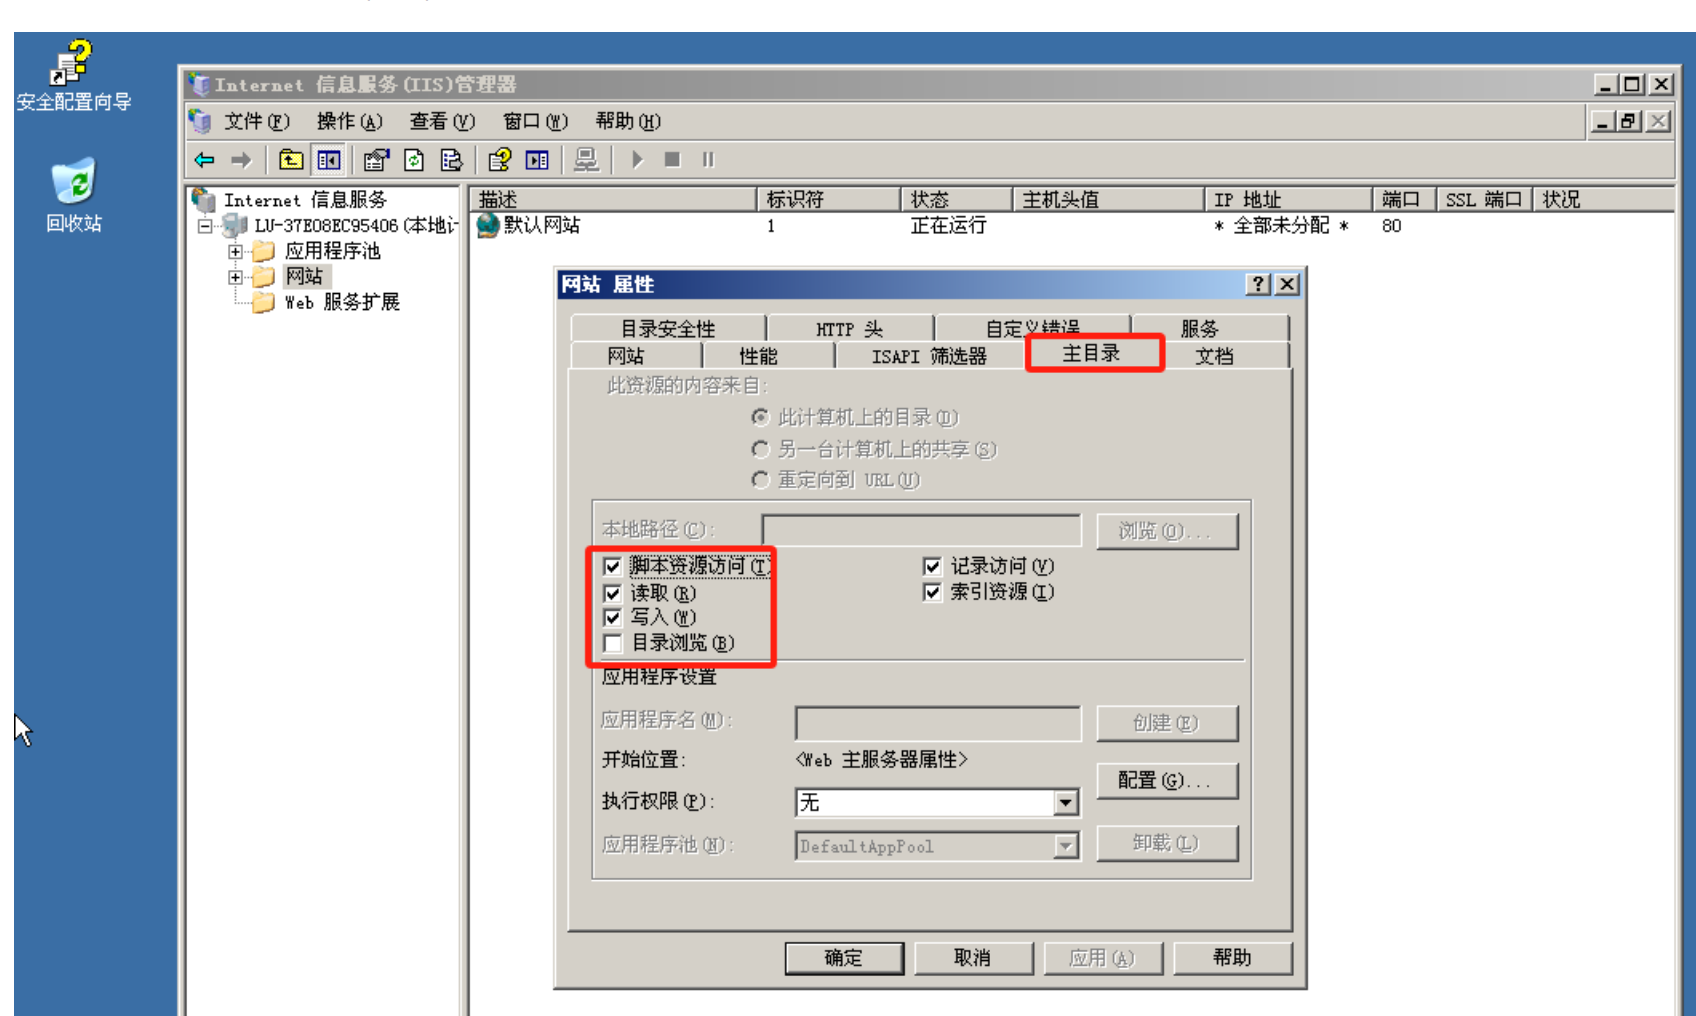 安全配置向导
回收站
Internet 信息服务(IIS)管理器
文件(F) 操作(A) 查看(V) 窗口(W) 帮助(H)
Internet 信息服务
LU-37E08EC95406(本地计
应用程序池
网站
Web 服务扩展
描述 标识符 状态 主机头值 IP 地址 端口 SSL 端口 状况
默认网站 1 正在运行 * 全部未分配 * 80
网站 属性
目录安全性 HTTP 头 自定义错误 服务
网站 性能 ISAPI 筛选器 主目录 文档
此资源的内容来自:
此计算机上的目录(D)
另一台计算机上的共享(S)
重定向到 URL(U)
本地路径(C): 浏览(O)...
脚本资源访问(T) 记录访问(V)
读取(R) 索引资源(I)
写入(W)
目录浏览(B)
应用程序设置
应用程序名(M): 创建(E)
开始位置: <Web 主服务器属性>
配置(G)...
执行权限(P): 无
应用程序池(N): DefaultAppPool 卸载(L)
确定 取消 应用(A) 帮助